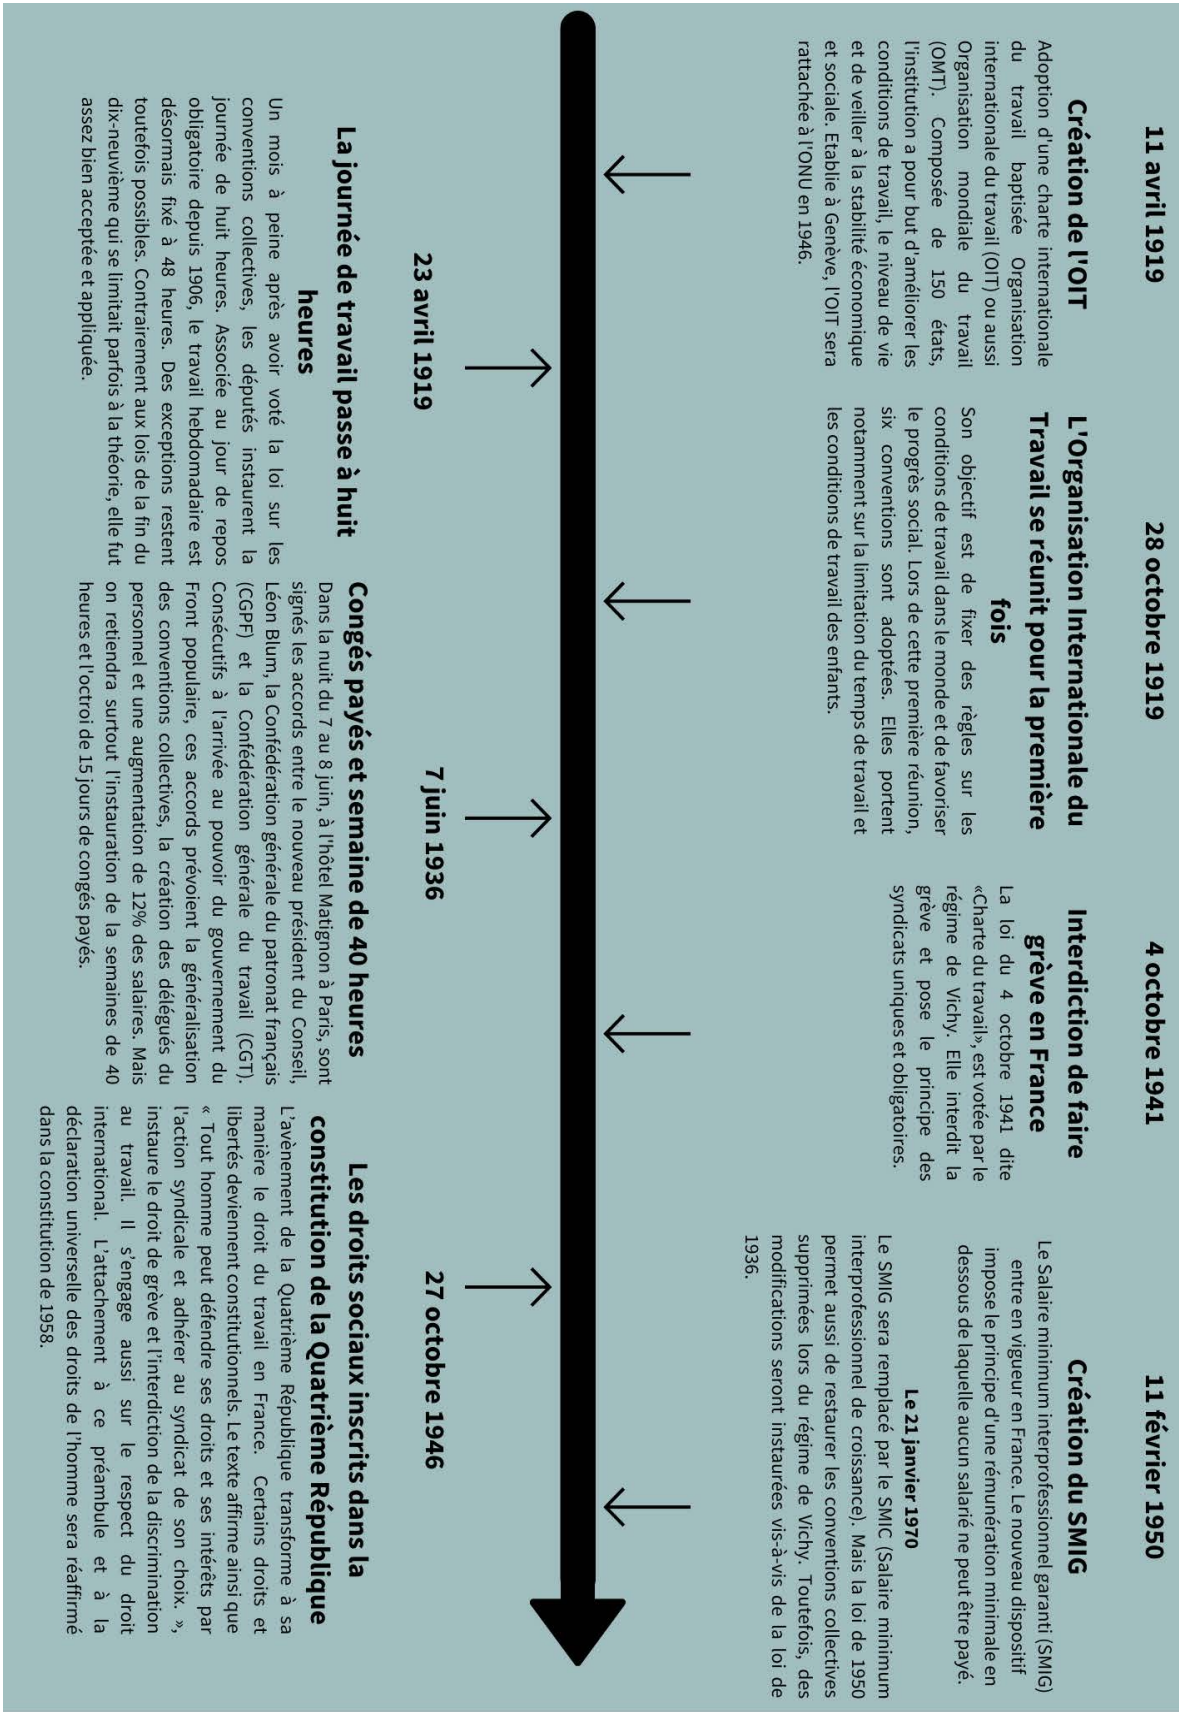 11 avril 1919
Création de l'OIT
Adoption d'une charte internationale
du travail baptisée Organisation
internationale du travail (OIT) ou aussi
Organisation mondiale du travail
(OMT). Composée de 150 états,
l'institution a pour but d'améliorer les
conditions de travail, le niveau de vie
et de veiller à la stabilité économique
et sociale. Etablie à Genève, l'OIT sera
rattachée à l'ONU en 1946.
28 octobre 1919
L'Organisation Internationale du
Travail se réunit pour la première
fois
Son objectif est de fixer des règles sur les
conditions de travail dans le monde et de favoriser
le progrès social. Lors de cette première réunion,
six conventions sont adoptées. Elles portent
notamment sur la limitation du temps de travail et
les conditions de travail des enfants.
4 octobre 1941
Interdiction de faire
grève en France
La loi du 4 octobre 1941 dite
«Charte du travail», est votée par le
régime de Vichy. Elle interdit la
grève et pose le principe des
syndicats uniques et obligatoires.
11 février 1950
Création du SMIG
Le Salaire minimum interprofessionnel garanti (SMIG)
entre en vigueur en France. Le nouveau dispositif
impose le principe d'une rémunération minimale en
dessous de laquelle aucun salarié ne peut être payé.
Le 21 janvier 1970
Le SMIG sera remplacé par le SMIC (Salaire minimum
interprofessionnel de croissance). Mais la loi de 1950
permet aussi de restaurer les conventions collectives
supprimées lors du régime de Vichy. Toutefois, des
modifications seront instaurées vis-à-vis de la loi de
1936.
23 avril 1919
La journée de travail passe à huit
heures
Un mois à peine après avoir voté la loi sur les
conventions collectives, les députés instaurent la
journée de huit heures. Associée au jour de repos
obligatoire depuis 1906, le travail hebdomadaire est
désormais fixé à 48 heures. Des exceptions restent
toutefois possibles. Contrairement aux lois de la fin du
dix-neuvième qui se limitait parfois à la théorie, elle fut
assez bien acceptée et appliquée.
7 juin 1936
Congés payés et semaine de 40 heures
Dans la nuit du 7 au 8 juin, à l'hôtel Matignon à Paris, sont
signés les accords entre le nouveau président du Conseil,
Léon Blum, la Confédération générale du patronat français
(CGPF) et la Confédération générale du travail (CGT).
Consécutifs à l'arrivée au pouvoir du gouvernement du
Front populaire, ces accords prévoient la généralisation
des conventions collectives, la création des délégués du
personnel et une augmentation de 12% des salaires. Mais
on retiendra surtout l'instauration de la semaines de 40
heures et l'octroi de 15 jours de congés payés.
27 octobre 1946
Les droits sociaux inscrits dans la
constitution de la Quatrième République
L'avènement de la Quatrième République transforme à sa
manière le droit du travail en France. Certains droits et
libertés deviennent constitutionnels. Le texte affirme ainsi que
« Tout homme peut défendre ses droits et ses intérêts par
l'action syndicale et adhérer au syndicat de son choix. »,
instaure le droit de grève et l'interdiction de la discrimination
au travail. Il s'engage aussi sur le respect du droit
international. L'attachement à ce préambule et à la
déclaration universelle des droits de l'homme sera réaffirmé
dans la constitution de 1958.